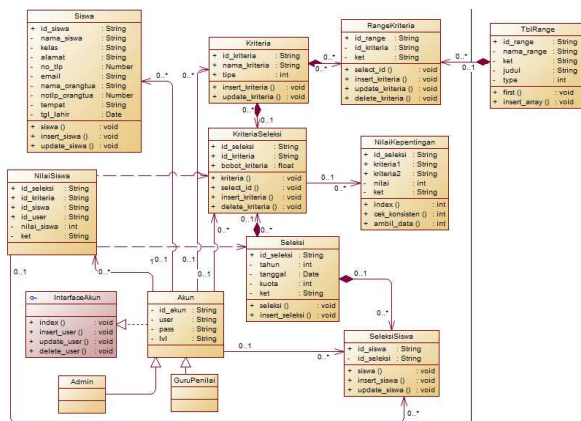 Siswa
+ id_siswa : String
- nama_siswa : String
- kelas : String
- alamat : String
- no_tlp : Number
- email : String
- nama_orangtua : String
- notlp_orangtua : Number
- tempat : String
- tgl_lahir : Date
+ siswa () : void
+ insert_siswa () : void
+ update_siswa () : void
Kriteria
+ id_kriteria : String
+ nama_kriteria : String
+ tipe : int
+ insert_kriteria () : void
+ update_kriteria () : void
RangeKriteria
+ id_range : String
- id_kriteria : String
- ket : String
+ select_id () : void
+ insert_kriteria () : void
+ update_kriteria () : void
+ delete_kriteria () : void
TblRange
+ id_range : String
- nama_range : String
- ket : String
- judul : String
- type : int
+ first () : void
+ insert_array () : void
KriteriaSeleksi
+ id_seleksi : String
+ id_kriteria : String
+ bobot_kriteria : float
+ kriteria () : void
+ select_id () : void
+ insert_kriteria () : void
+ delete_kriteria () : void
NilaiKepentingan
+ id_seleksi : String
+ kriteria1 : String
+ kriteria2 : String
- nilai : int
- ket : String
+ index () : int
+ cek_konsisten () : int
+ ambil_data () : int
NilaiSiswa
+ id_seleksi : String
+ id_kriteria : String
+ id_siswa : String
+ id_user : String
- nilai_siswa : int
- ket : String
Seleksi
+ id_seleksi : String
- tahun : int
- tanggal : Date
- kuota : int
- ket : String
+ seleksi () : void
+ insert_seleksi () : void
InterfaceAkun
+ index () : void
+ insert_user () : void
+ update_user () : void
+ delete_user () : void
Akun
- id_akun : String
- user : String
- pass : String
- lvl : String
SeleksiSiswa
+ id_siswa : String
- id_seleksi : String
+ siswa () : void
+ insert_siswa () : void
+ update_siswa () : void
Admin
GuruPenilai
0..*
0..*
0..1
0..*
0..*
0..1
0..1
0..*
0..1
0..*
0..1
0..*
0..1
0..*
0..1
0..*
0..1
0..*
0..1
0..*